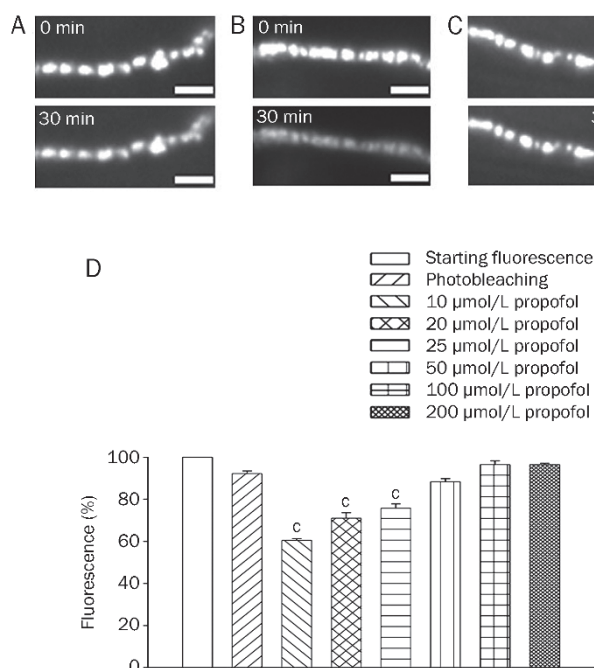 A
0 min
30 min
B
0 min
30 min
C
D
Starting fluorescence
Photobleaching
10 μmol/L propofol
20 μmol/L propofol
25 μmol/L propofol
50 μmol/L propofol
100 μmol/L propofol
200 μmol/L propofol
Fluorescence (%)
100
80
60
40
20
0
c
c
c